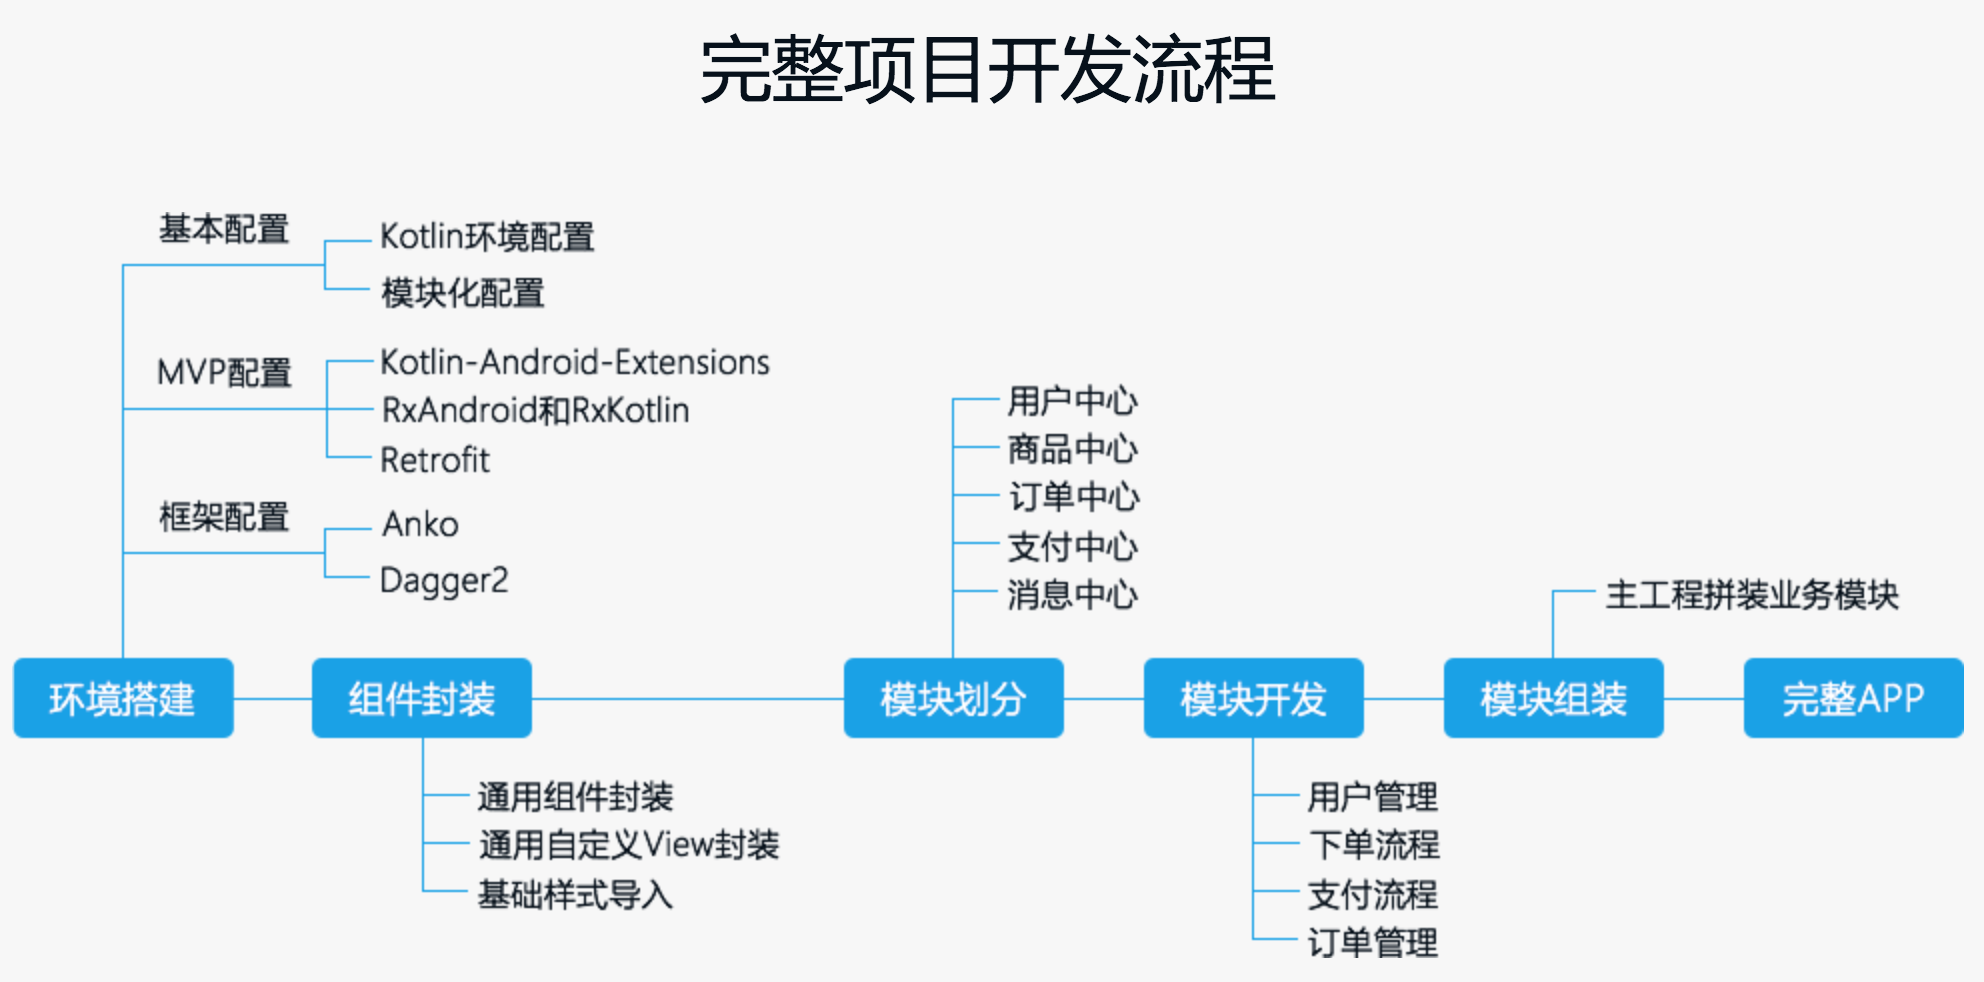 完整项目开发流程
基本配置
Kotlin环境配置
模块化配置
MVP配置
Kotlin-Android-Extensions
RxAndroid和RxKotlin
Retrofit
框架配置
Anko
Dagger2
用户中心
商品中心
订单中心
支付中心
消息中心
主工程拼装业务模块
环境搭建
组件封装
模块划分
模块开发
模块组装
完整APP
通用组件封装
通用自定义View封装
基础样式导入
用户管理
下单流程
支付流程
订单管理